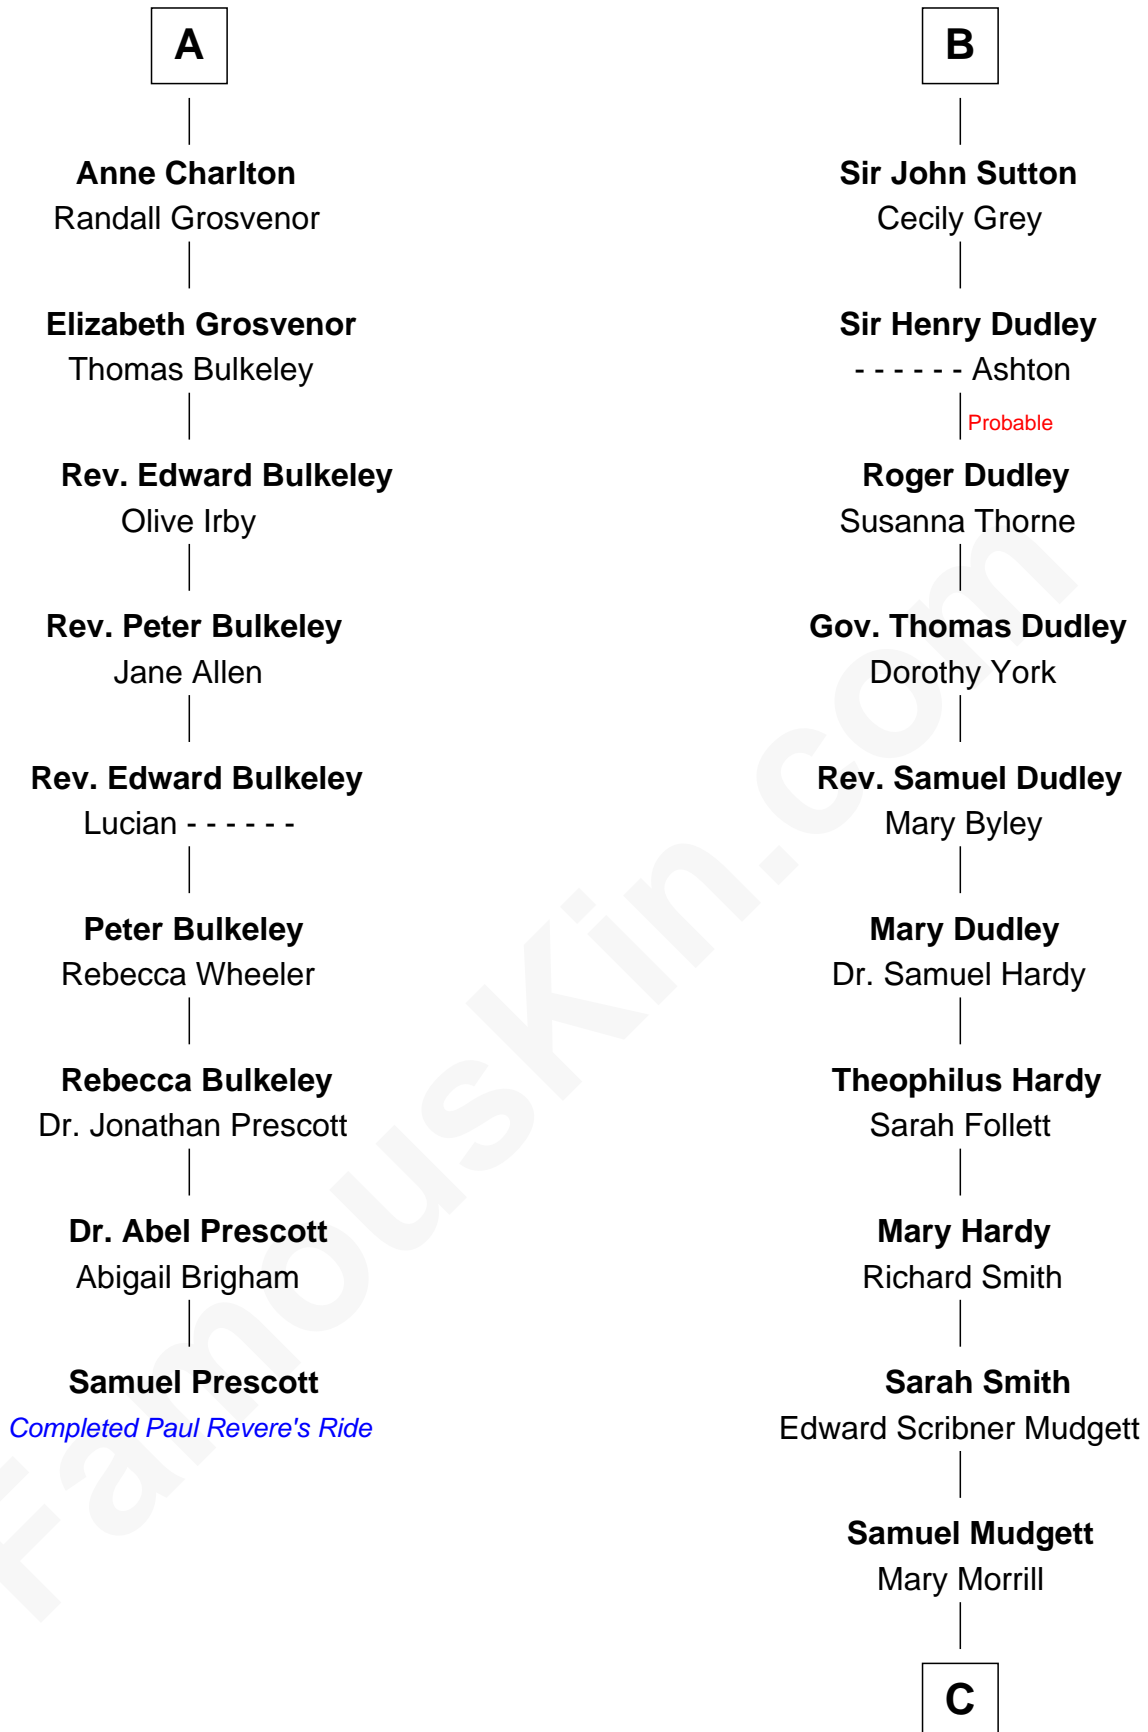 A
Anne Charlton
Randall Grosvenor
Elizabeth Grosvenor
Thomas Bulkeley
Rev. Edward Bulkeley
Olive Irby
Rev. Peter Bulkeley
Jane Allen
Rev. Edward Bulkeley
Lucian - - - - - -
Peter Bulkeley
Rebecca Wheeler
Rebecca Bulkeley
Dr. Jonathan Prescott
Dr. Abel Prescott
Abigail Brigham
Samuel Prescott
Completed Paul Revere's Ride
B
Sir John Sutton
Cecily Grey
Sir Henry Dudley
- - - - - - Ashton
Probable
Roger Dudley
Susanna Thorne
Gov. Thomas Dudley
Dorothy York
Rev. Samuel Dudley
Mary Byley
Mary Dudley
Dr. Samuel Hardy
Theophilus Hardy
Sarah Follett
Mary Hardy
Richard Smith
Sarah Smith
Edward Scribner Mudgett
Samuel Mudgett
Mary Morrill
C
FamousKin.com